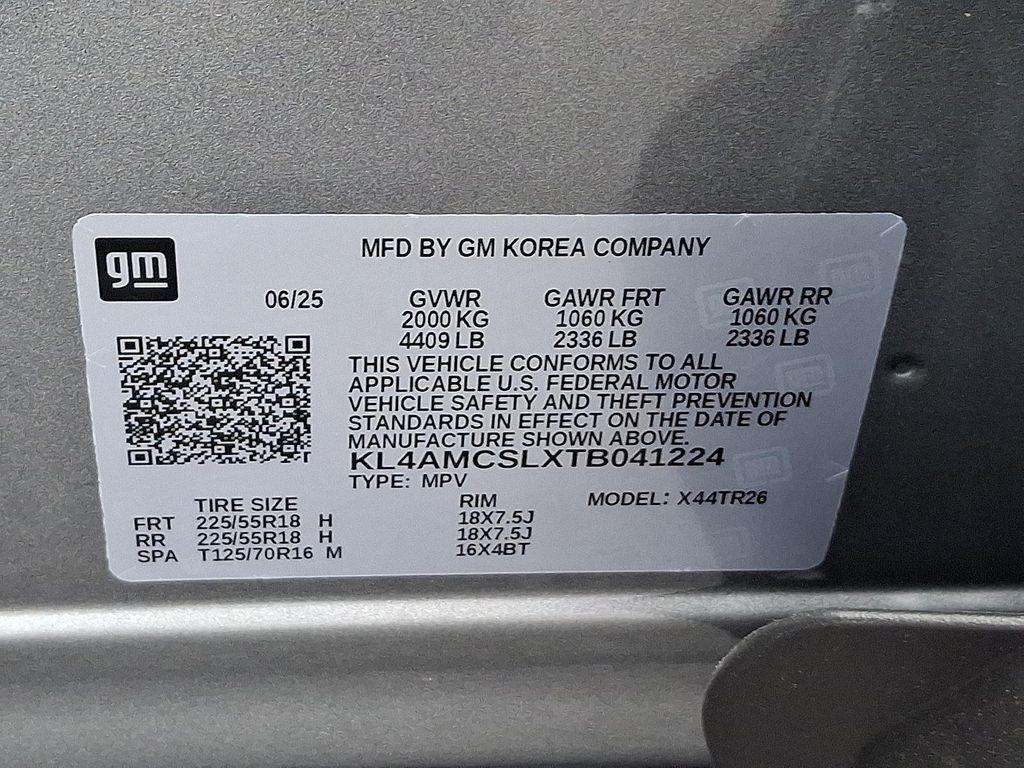 gm
MFD BY GM KOREA COMPANY
06/25 GVWR GAWR FRT GAWR RR
2000 KG 1060 KG 1060 KG
4409 LB 2336 LB 2336 LB
THIS VEHICLE CONFORMS TO ALL
APPLICABLE U.S. FEDERAL MOTOR
VEHICLE SAFETY AND THEFT PREVENTION
STANDARDS IN EFFECT ON THE DATE OF
MANUFACTURE SHOWN ABOVE.
KL4AMCSLXTB041224
TYPE: MPV
TIRE SIZE RIM MODEL: X44TR26
FRT 225/55R18 H 18X7.5J
RR 225/55R18 H 18X7.5J
SPA T125/70R16 M 16X4BT